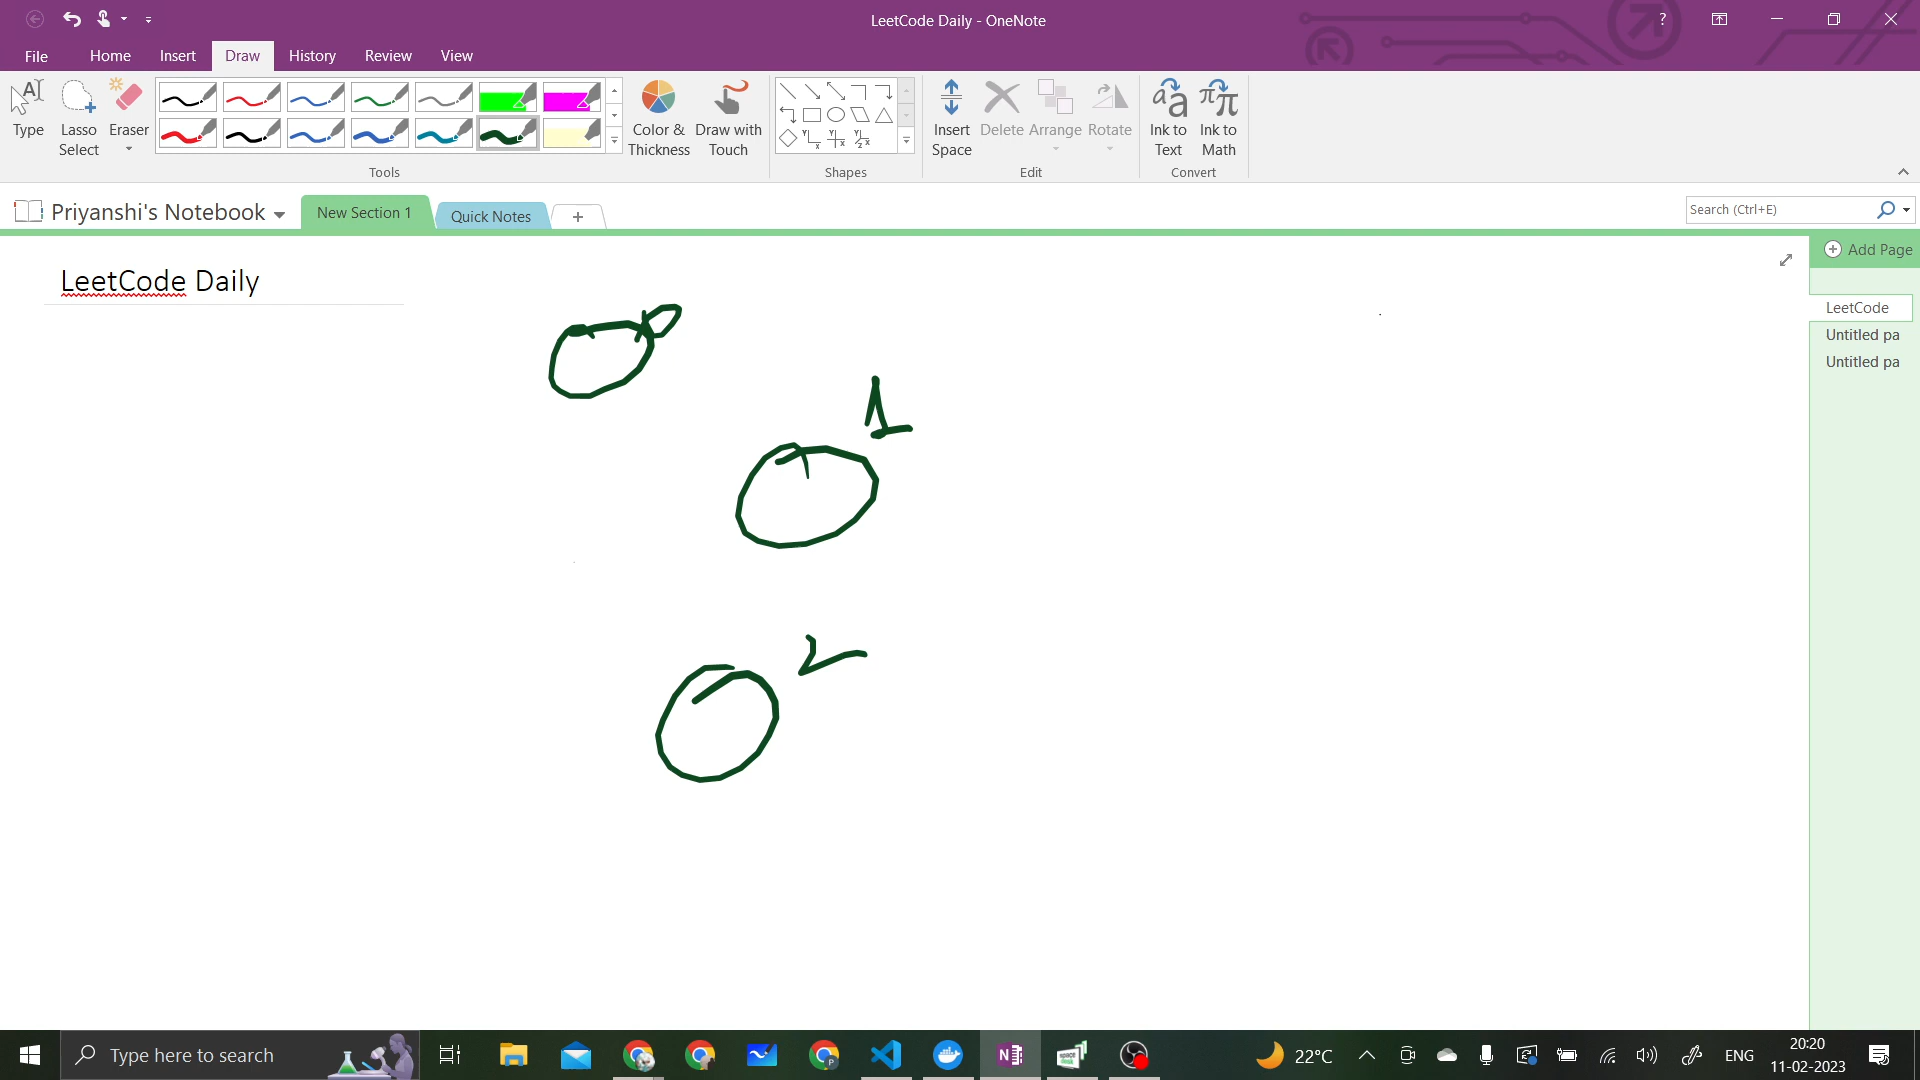 LeetCode Daily - OneNote
?
File
Home
Insert
Draw
History
Review
View
Type
Lasso Select
Eraser
Color & Thickness
Draw with Touch
Insert Space
Delete
Arrange
Rotate
Ink to Text
Ink to Math
Tools
Shapes
Edit
Convert
Priyanshi's Notebook
New Section 1
Quick Notes
+
Search (Ctrl+E)
Add Page
LeetCode Daily
LeetCode
Untitled pa
Untitled pa
1
2
Type here to search
22°C
ENG
20:20
11-02-2023